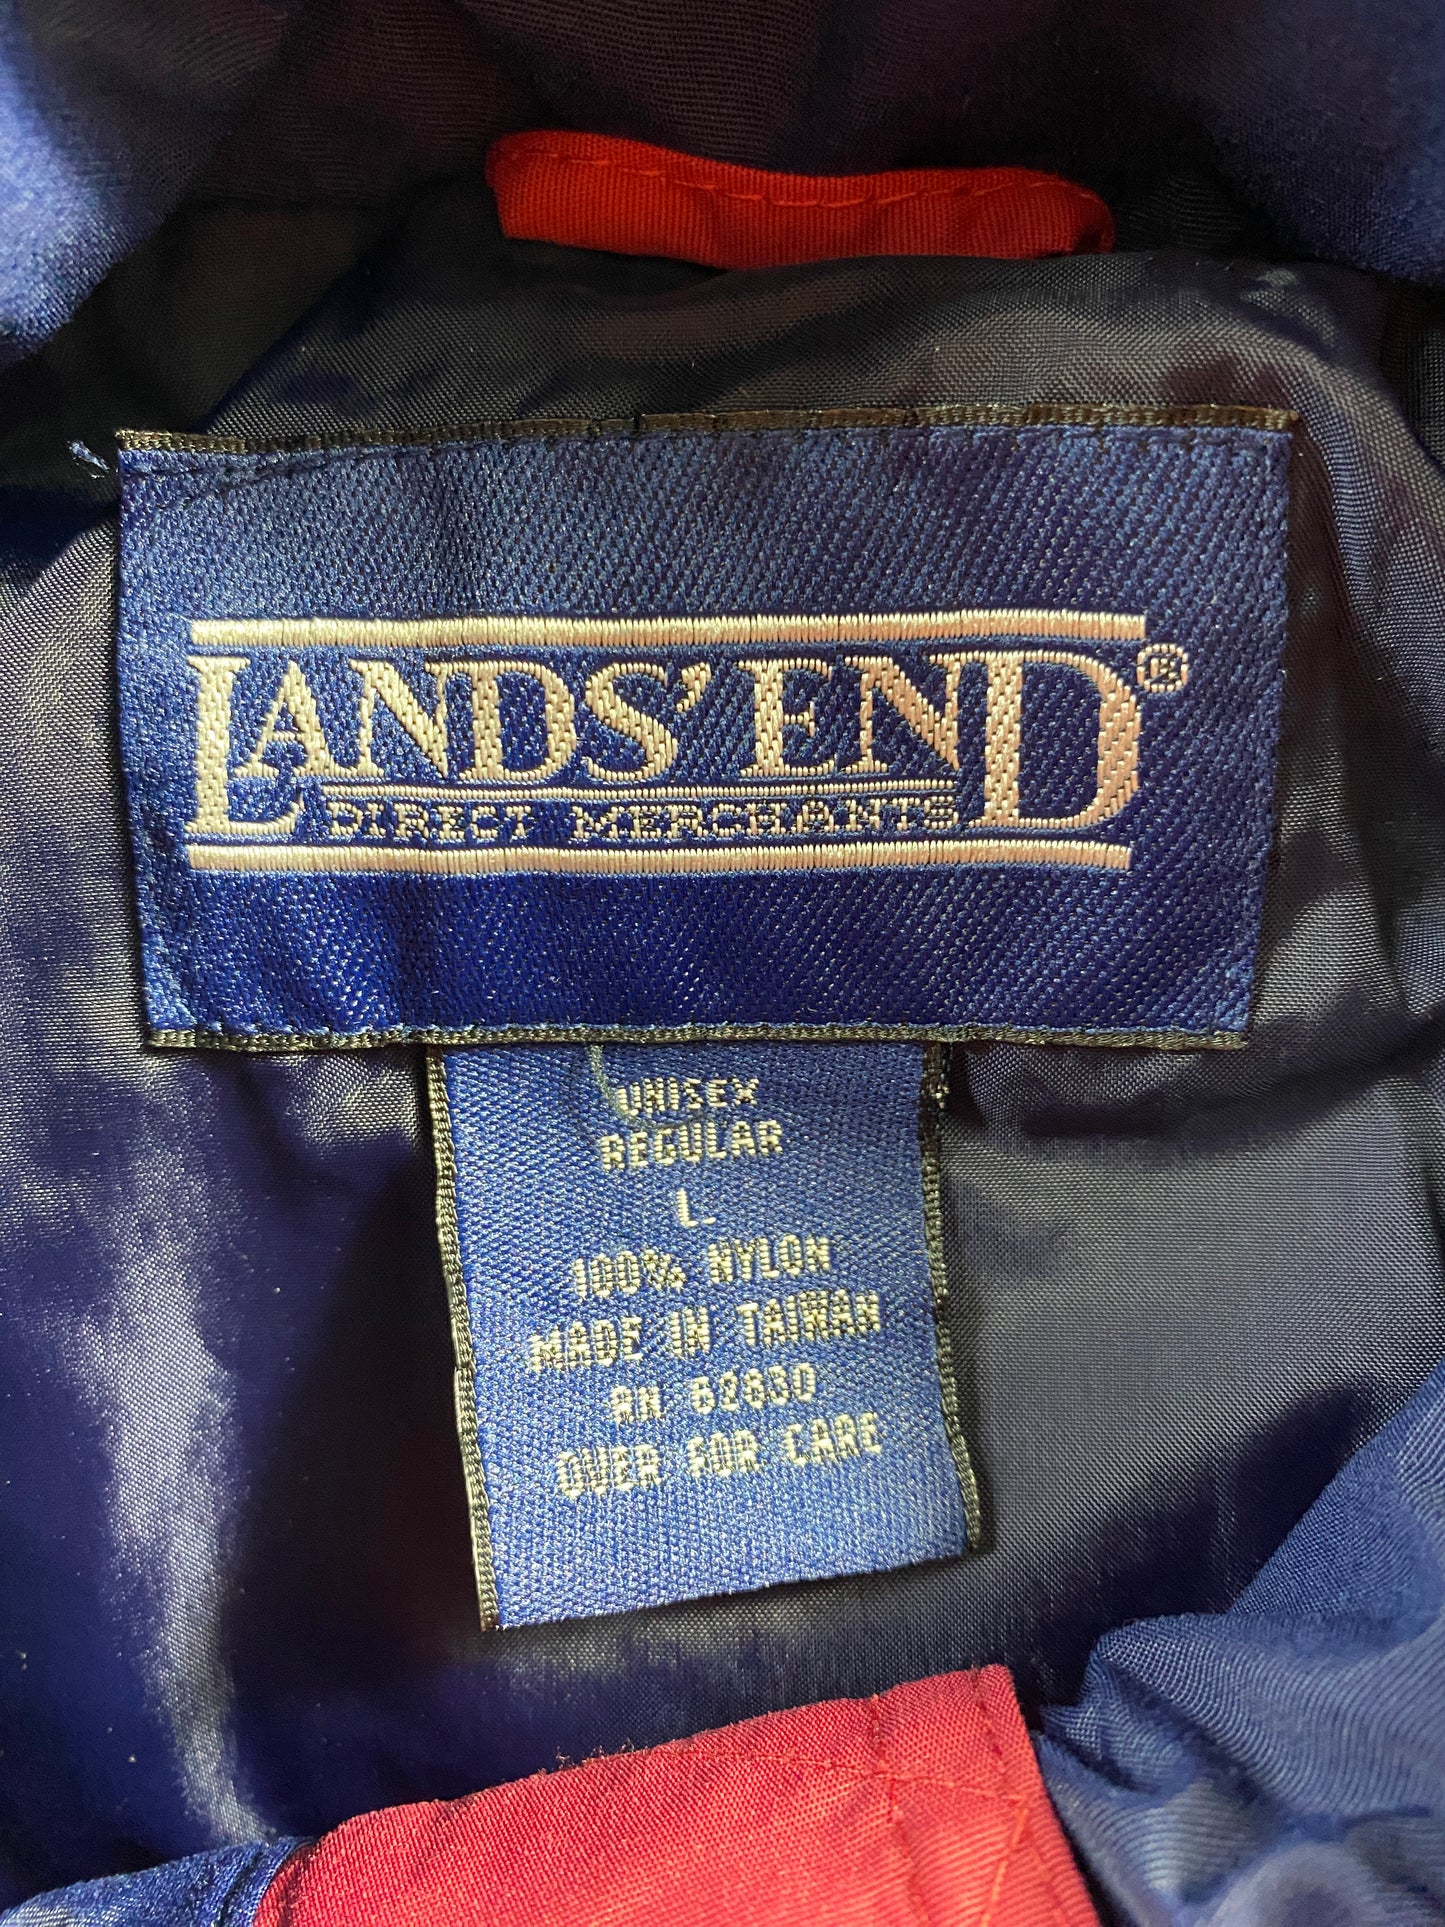 LANDS' END®
DIRECT MERCHANTS
UNISEX
REGULAR
L
100% NYLON
MADE IN TAIWAN
RN 62830
OVER FOR CARE